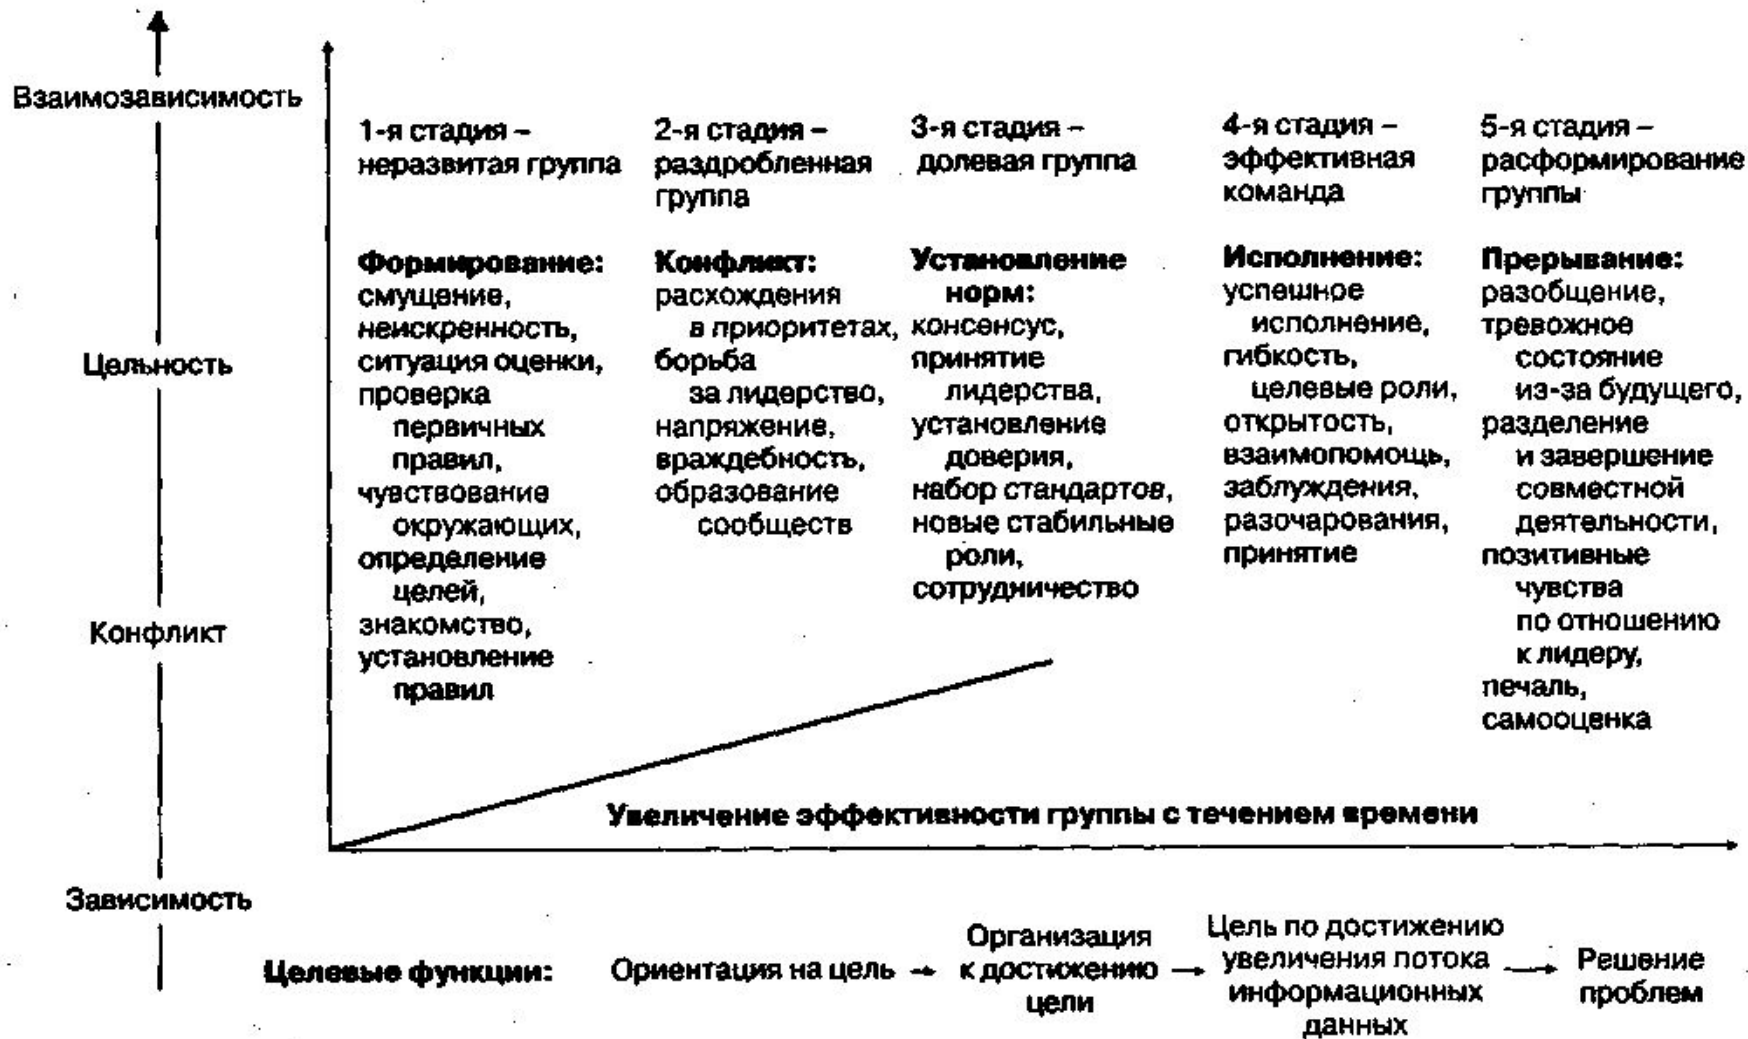 Взаимозависимость
Цельность
Конфликт
Зависимость
1-я стадия –
неразвитая группа
2-я стадия –
раздробленная
группа
3-я стадия –
долевая группа
4-я стадия –
эффективная
команда
5-я стадия –
расформирование
группы
Формирование:
смущение,
неискренность,
ситуация оценки,
проверка
первичных
правил,
чувствование
окружающих,
определение
целей,
знакомство,
установление
правил
Конфликт:
расхождения
в приоритетах,
борьба
за лидерство,
напряжение,
враждебность,
образование
сообществ
Установление
норм:
консенсус,
принятие
лидерства,
установление
доверия,
набор стандартов,
новые стабильные
роли,
сотрудничество
Исполнение:
успешное
исполнение,
гибкость,
целевые роли,
открытость,
взаимопомощь,
заблуждения,
разочарования,
принятие
Прерывание:
разобщение,
тревожное
состояние
из-за будущего,
разделение
и завершение
совместной
деятельности,
позитивные
чувства
по отношению
к лидеру,
печаль,
самооценка
Увеличение эффективности группы с течением времени
Целевые функции:
Ориентация на цель
Организация
к достижению
цели
Цель по достижению
увеличения потока
информационных
данных
Решение
проблем